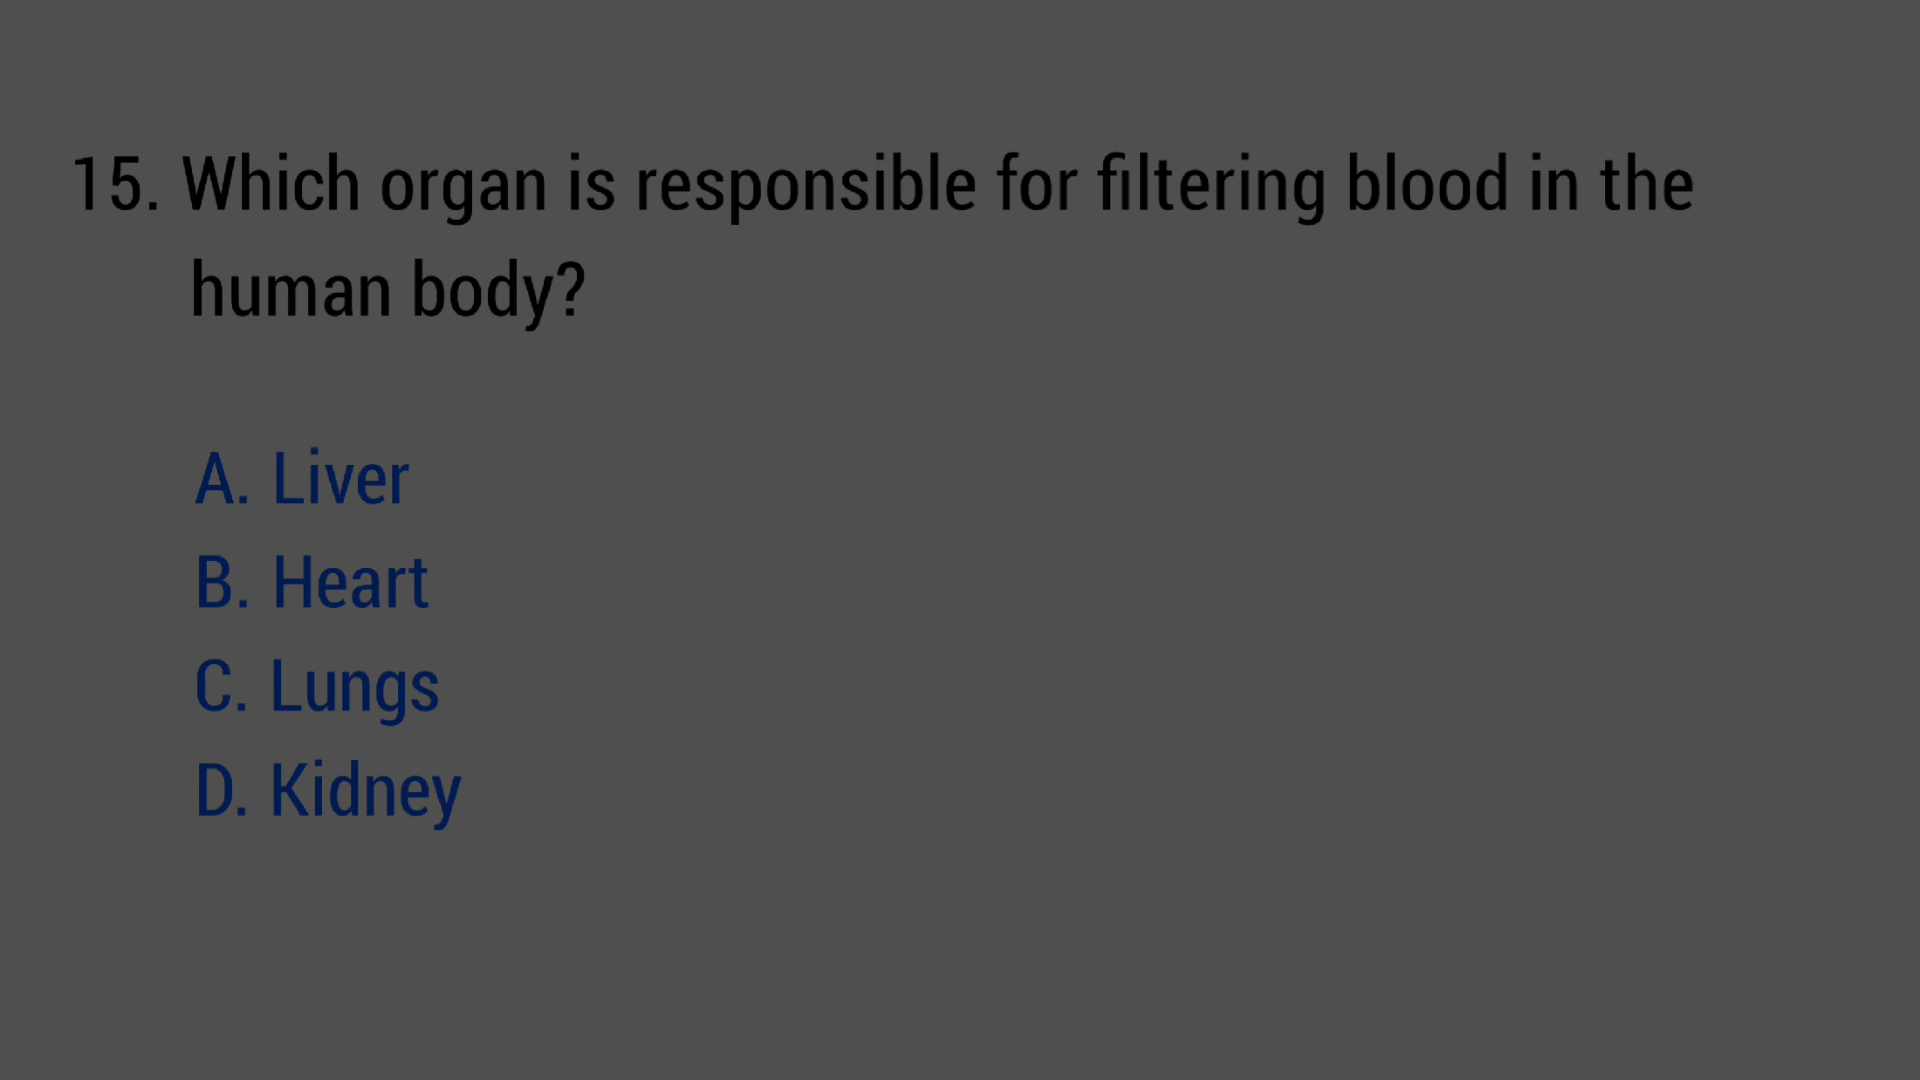 15. Which organ is responsible for filtering blood in the
human body?
A. Liver
B. Heart
C. Lungs
D. Kidney